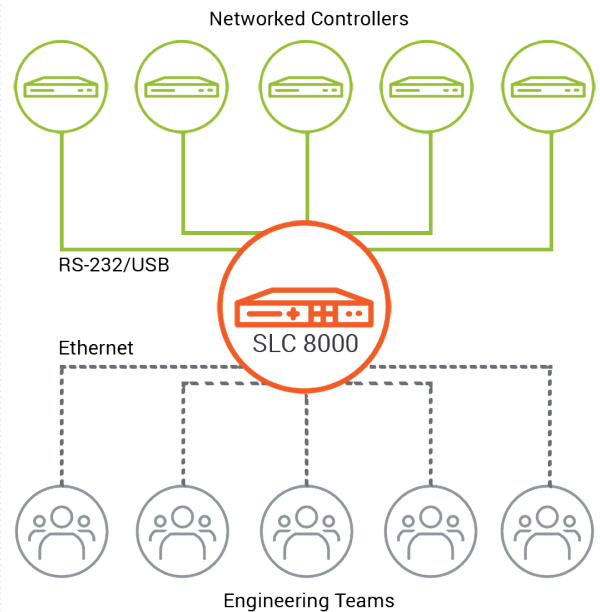 Networked Controllers
RS-232/USB
SLC 8000
Ethernet
Engineering Teams